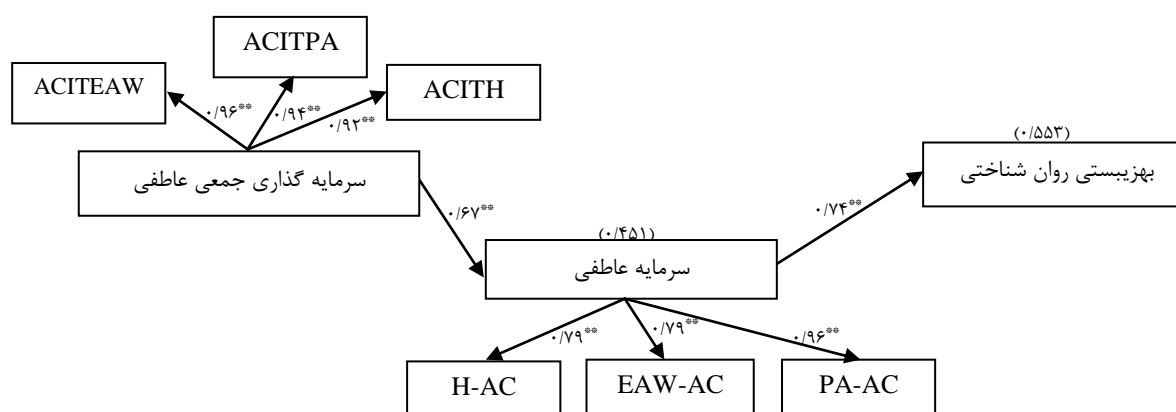 ACITPA
ACITEAW
ACITH
۰/۹۶**
۰/۹۴**
۰/۹۲**
(۰/۵۵۳)
سرمایه گذاری جمعی عاطفی
بهزیبستی روان شناختی
۰/۶۷**
۰/۷۴**
(۰/۴۵۱)
سرمایه عاطفی
۰/۷۹**
۰/۷۹**
۰/۹۶**
H-AC
EAW-AC
PA-AC